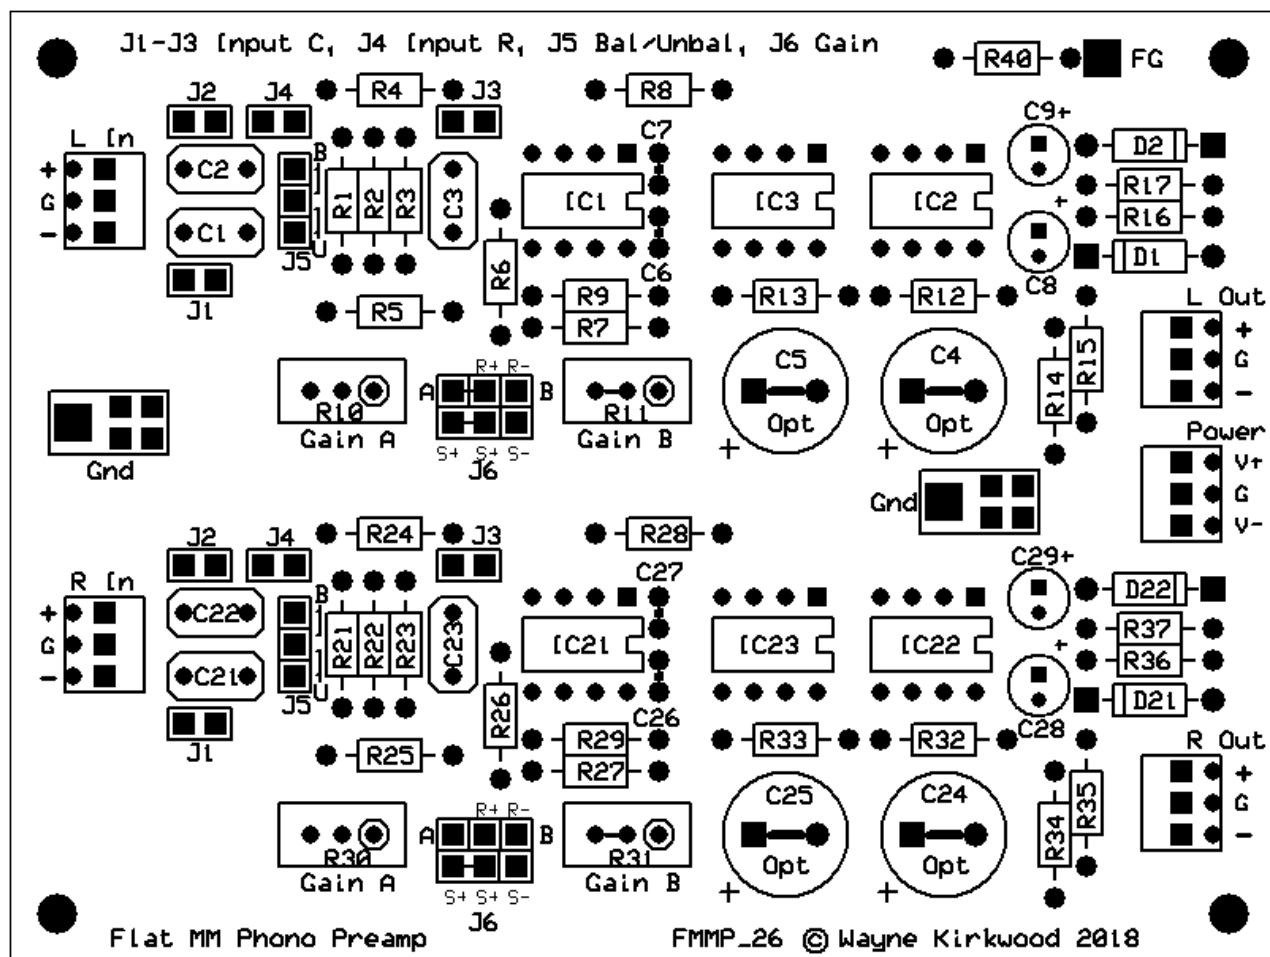 J1-J3 Input C, J4 Input R, J5 Bal/Unbal, J6 Gain
R40 FG
J2 J4 R4 J3 R8
L In
C7 C9+
+ G -
C2 C1 B J5 U
R1 R2 R3 C3
IC1 IC3 IC2
D2
R17
R16
+
D1
J1 R5 R6 C6 C8
R9 R13 R12
R7
L Out
+
G
-
R14 R15
R10
Gain A
A R+ R- B
S+ S+ S-
J6
R11
Gain B
C5 Opt +
C4 Opt +
Gnd
Gnd
Power
V+
G
V-
J2 J4 R24 J3 R28
R In
C27 C29+
+ G -
C22 C21 B J5 U
R21 R22 R23 C23
IC21 IC23 IC22
D22
R37
R36
+
D21
J1 R25 R26 C26 C28
R29 R33 R32
R27
R Out
+
G
-
R34 R35
R30
Gain A
A R+ R- B
S+ S+ S-
J6
R31
Gain B
C25 Opt +
C24 Opt +
Flat MM Phono Preamp
FMMP_26 © Wayne Kirkwood 2018